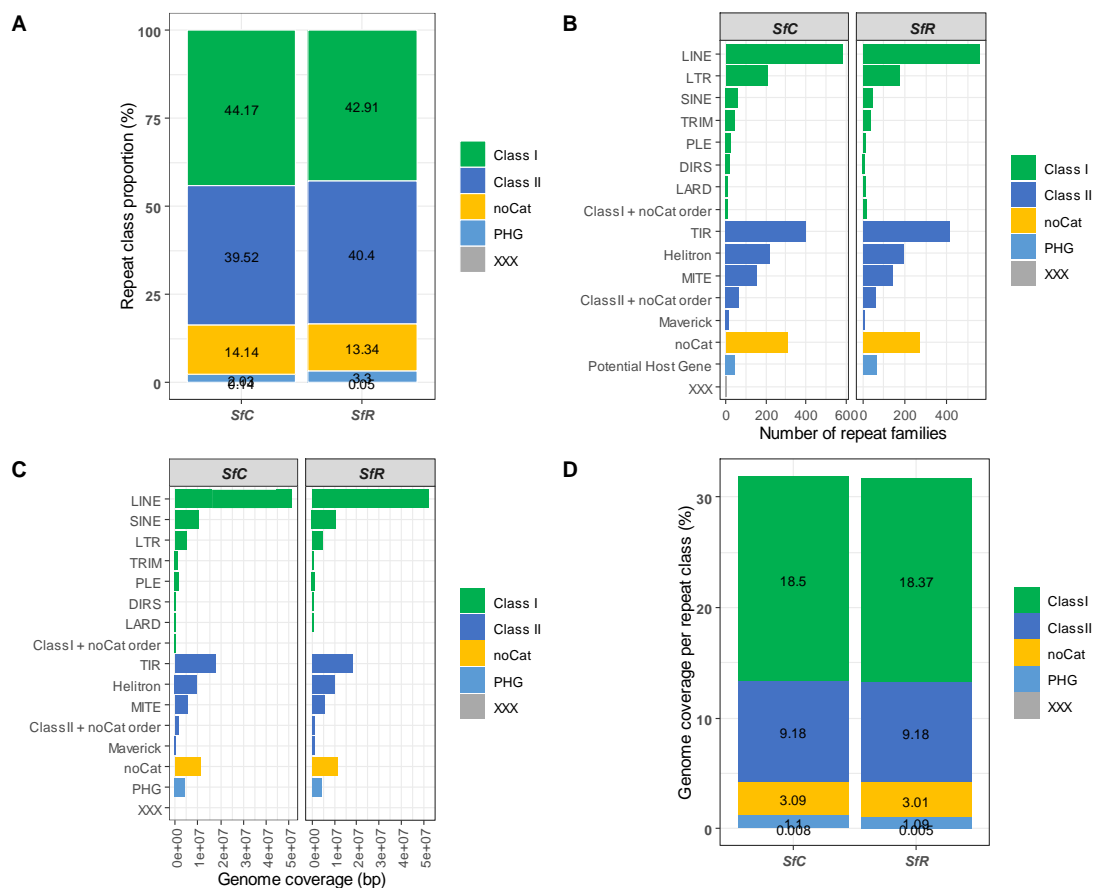 A
Repeat class proportion (%)
100
75
50
25
0
44.17
42.91
39.52
40.4
14.14
13.34
2.03
3.3
0.14
0.05
SfC
SfR
Class I
Class II
noCat
PHG
XXX
B
SfC
SfR
LINE
LTR
SINE
TRIM
PLE
DIRS
LARD
ClassI + noCat order
TIR
Helitron
MITE
ClassII + noCat order
Maverick
noCat
Potential Host Gene
XXX
0 200 400 600 0 200 400
Number of repeat families
Class I
Class II
noCat
PHG
XXX
C
SfC
SfR
LINE
SINE
LTR
TRIM
PLE
DIRS
LARD
ClassI + noCat order
TIR
Helitron
MITE
ClassII + noCat order
Maverick
noCat
PHG
XXX
0e+00 1e+07 2e+07 3e+07 4e+07 5e+07 0e+00 1e+07 2e+07 3e+07 4e+07 5e+07
Genome coverage (bp)
Class I
Class II
noCat
PHG
XXX
D
Genome coverage per repeat class (%)
30
20
10
0
18.5
18.37
9.18
9.18
3.09
3.01
1.1
1.09
0.008
0.005
SfC
SfR
ClassI
ClassII
noCat
PHG
XXX